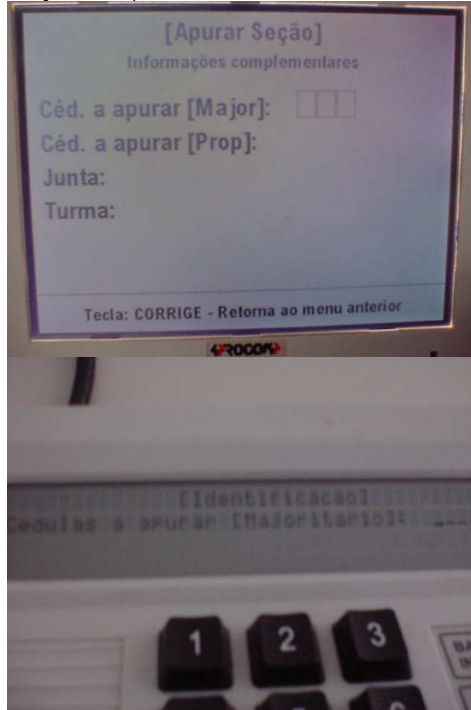 [Apurar Seção]
Informações complementares
Céd. a apurar [Major]:
Céd. a apurar [Prop]:
Junta:
Turma:
Tecla: CORRIGE - Retorna ao menu anterior
PROCOMP
[Identificacao]
Cedulas a apurar [Majoritario]: ___
1 2 3